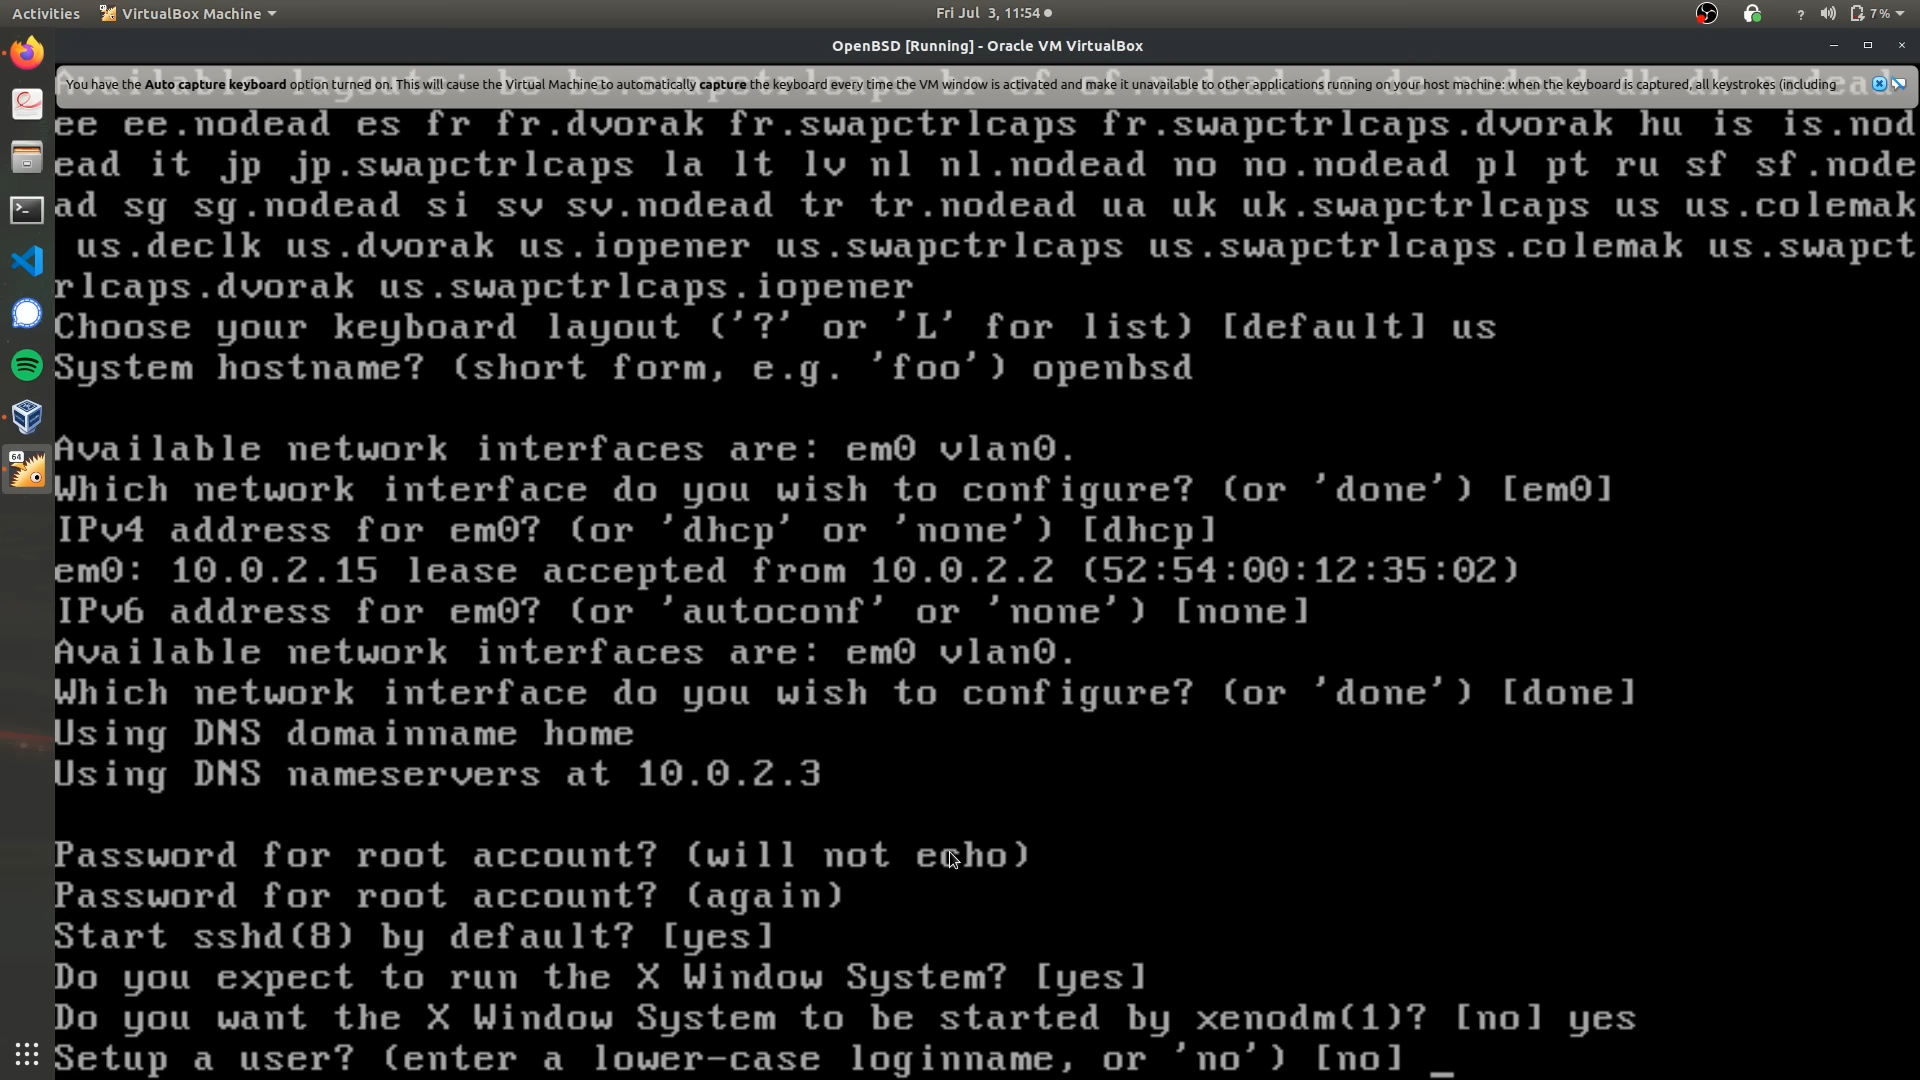 Activities VirtualBox Machine Fri Jul 3, 11:54 ? 7 %
OpenBSD [Running] - Oracle VM VirtualBox
You have the Auto capture keyboard option turned on. This will cause the Virtual Machine to automatically capture the keyboard every time the VM window is activated and make it unavailable to other applications running on your host machine: when the keyboard is captured, all keystrokes (including
ee ee.nodead es fr fr.dvorak fr.swapctrlcaps fr.swapctrlcaps.dvorak hu is is.nod
ead it jp jp.swapctrlcaps la lt lv nl nl.nodead no no.nodead pl pt ru sf sf.node
ad sg sg.nodead si sv sv.nodead tr tr.nodead ua uk uk.swapctrlcaps us us.colemak
us.declk us.dvorak us.iopener us.swapctrlcaps us.swapctrlcaps.colemak us.swapct
rlcaps.dvorak us.swapctrlcaps.iopener
Choose your keyboard layout ('?' or 'L' for list) [default] us
System hostname? (short form, e.g. 'foo') openbsd
Available network interfaces are: em0 vlan0.
Which network interface do you wish to configure? (or 'done') [em0]
IPv4 address for em0? (or 'dhcp' or 'none') [dhcp]
em0: 10.0.2.15 lease accepted from 10.0.2.2 (52:54:00:12:35:02)
IPv6 address for em0? (or 'autoconf' or 'none') [none]
Available network interfaces are: em0 vlan0.
Which network interface do you wish to configure? (or 'done') [done]
Using DNS domainname home
Using DNS nameservers at 10.0.2.3
Password for root account? (will not echo)
Password for root account? (again)
Start sshd(8) by default? [yes]
Do you expect to run the X Window System? [yes]
Do you want the X Window System to be started by xenodm(1)? [no] yes
Setup a user? (enter a lower-case loginname, or 'no') [no] _
64